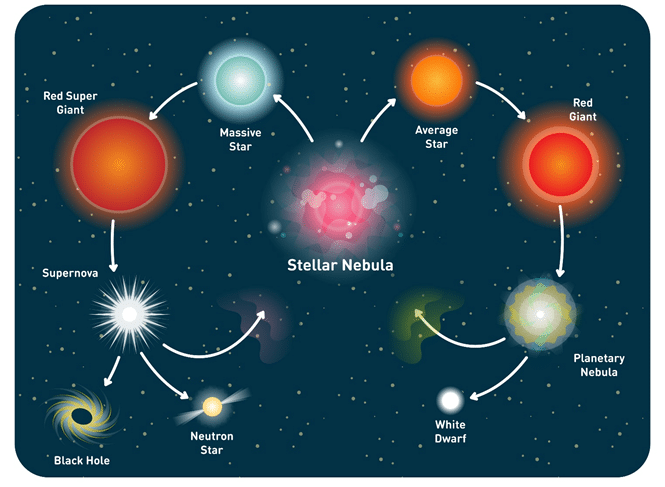 Red Super
Giant
Massive
Star
Average
Star
Red
Giant
Stellar Nebula
Supernova
Planetary
Nebula
Black Hole
Neutron
Star
White
Dwarf